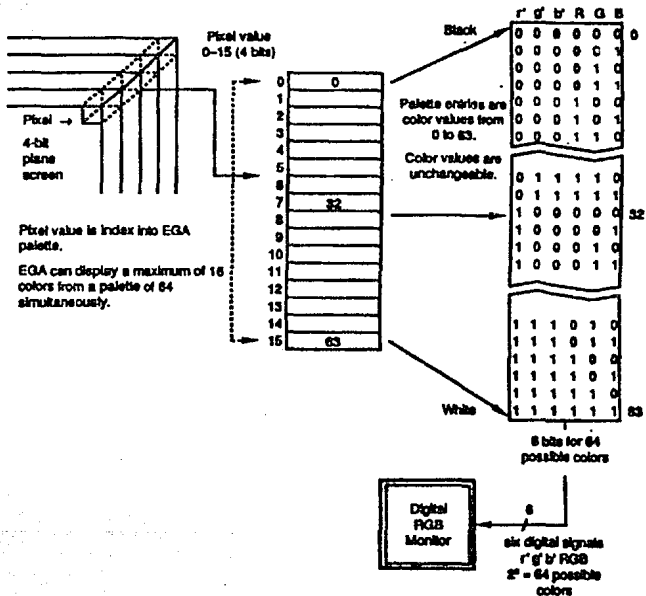 Pixel value
0–15 (4 bits)
Pixel →
4-bit
plane
screen
Pixel value is index into EGA
palette.
EGA can display a maximum of 16
colors from a palette of 64
simultaneously.
0 0
1
2
3
4
5
6
7 32
8
9
10
11
12
13
14
15 63
Black
Palette entries are
color values from
0 to 63.
Color values are
unchangeable.
White
r' g' b' R G B
0 0 0 0 0 0 0
0 0 0 0 0 1
0 0 0 0 1 0
0 0 0 0 1 1
0 0 0 1 0 0
0 0 0 1 0 1
0 0 0 1 1 0
0 1 1 1 1 0
0 1 1 1 1 1
1 0 0 0 0 0 32
1 0 0 0 0 1
1 0 0 0 1 0
1 0 0 0 1 1
1 1 1 0 1 0
1 1 1 0 1 1
1 1 1 1 0 0
1 1 1 1 0 1
1 1 1 1 1 0
1 1 1 1 1 1 63
6 bits for 64
possible colors
Digital
RGB
Monitor
6
six digital signals
r' g' b' RGB
2⁶ = 64 possible
colors